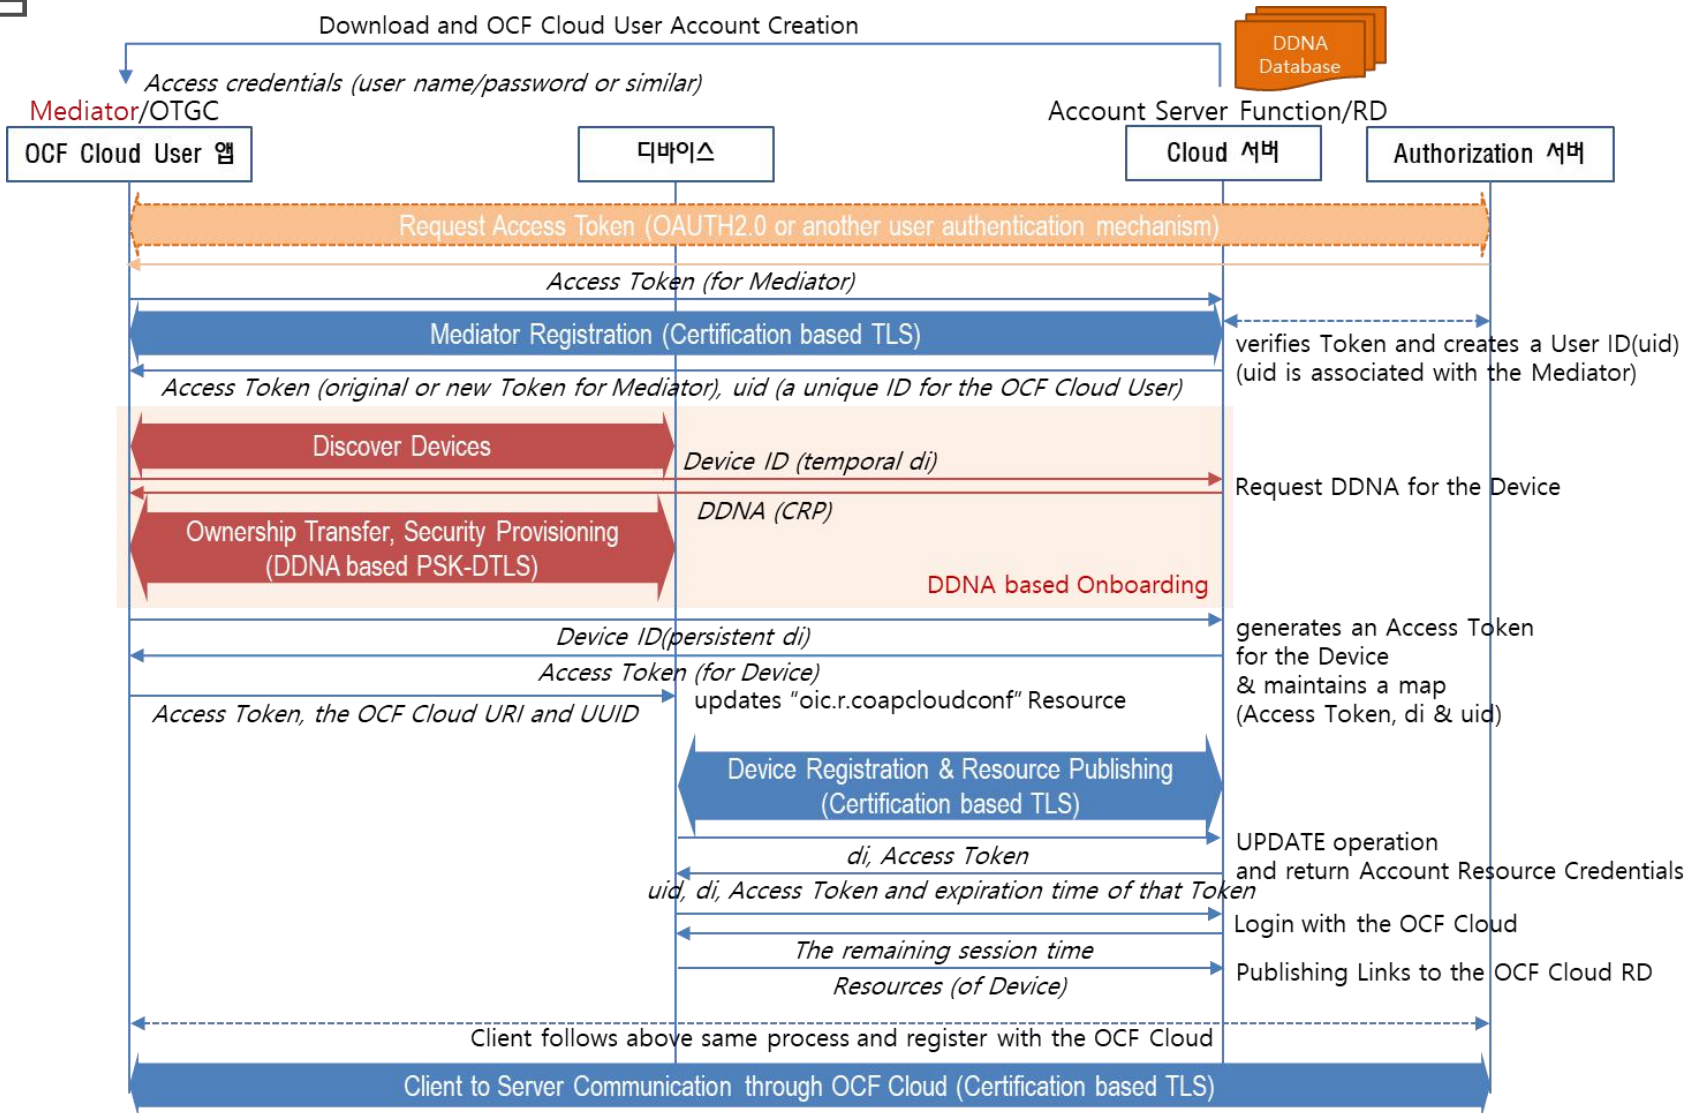 Download and OCF Cloud User Account Creation
DDNA
Database
Access credentials (user name/password or similar)
Mediator/OTGC
Account Server Function/RD
OCF Cloud User 앱
디바이스
Cloud 서버
Authorization 서버
Request Access Token (OAUTH2.0 or another user authentication mechanism)
Access Token (for Mediator)
Mediator Registration (Certification based TLS)
verifies Token and creates a User ID(uid)
(uid is associated with the Mediator)
Access Token (original or new Token for Mediator), uid (a unique ID for the OCF Cloud User)
Discover Devices
Device ID (temporal di)
Request DDNA for the Device
DDNA (CRP)
Ownership Transfer, Security Provisioning
(DDNA based PSK-DTLS)
DDNA based Onboarding
Device ID(persistent di)
generates an Access Token
for the Device
& maintains a map
(Access Token, di & uid)
Access Token (for Device)
updates “oic.r.coapcloudconf” Resource
Access Token, the OCF Cloud URI and UUID
Device Registration & Resource Publishing
(Certification based TLS)
UPDATE operation
and return Account Resource Credentials
di, Access Token
uid, di, Access Token and expiration time of that Token
Login with the OCF Cloud
The remaining session time
Publishing Links to the OCF Cloud RD
Resources (of Device)
Client follows above same process and register with the OCF Cloud
Client to Server Communication through OCF Cloud (Certification based TLS)